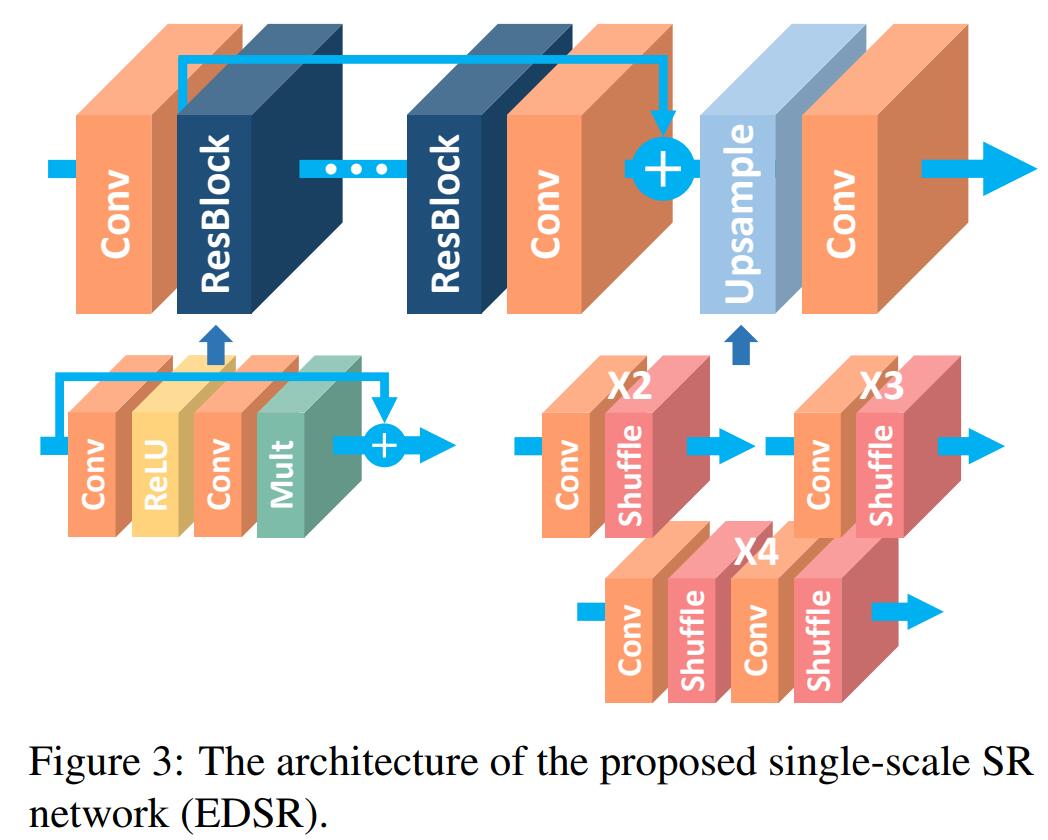 Conv
ResBlock
ResBlock
Conv
+
Upsample
Conv
Conv
ReLU
Conv
Mult
+
X2
Conv
Shuffle
X3
Conv
Shuffle
X4
Conv
Shuffle
Conv
Shuffle
Figure 3: The architecture of the proposed single-scale SR
network (EDSR).